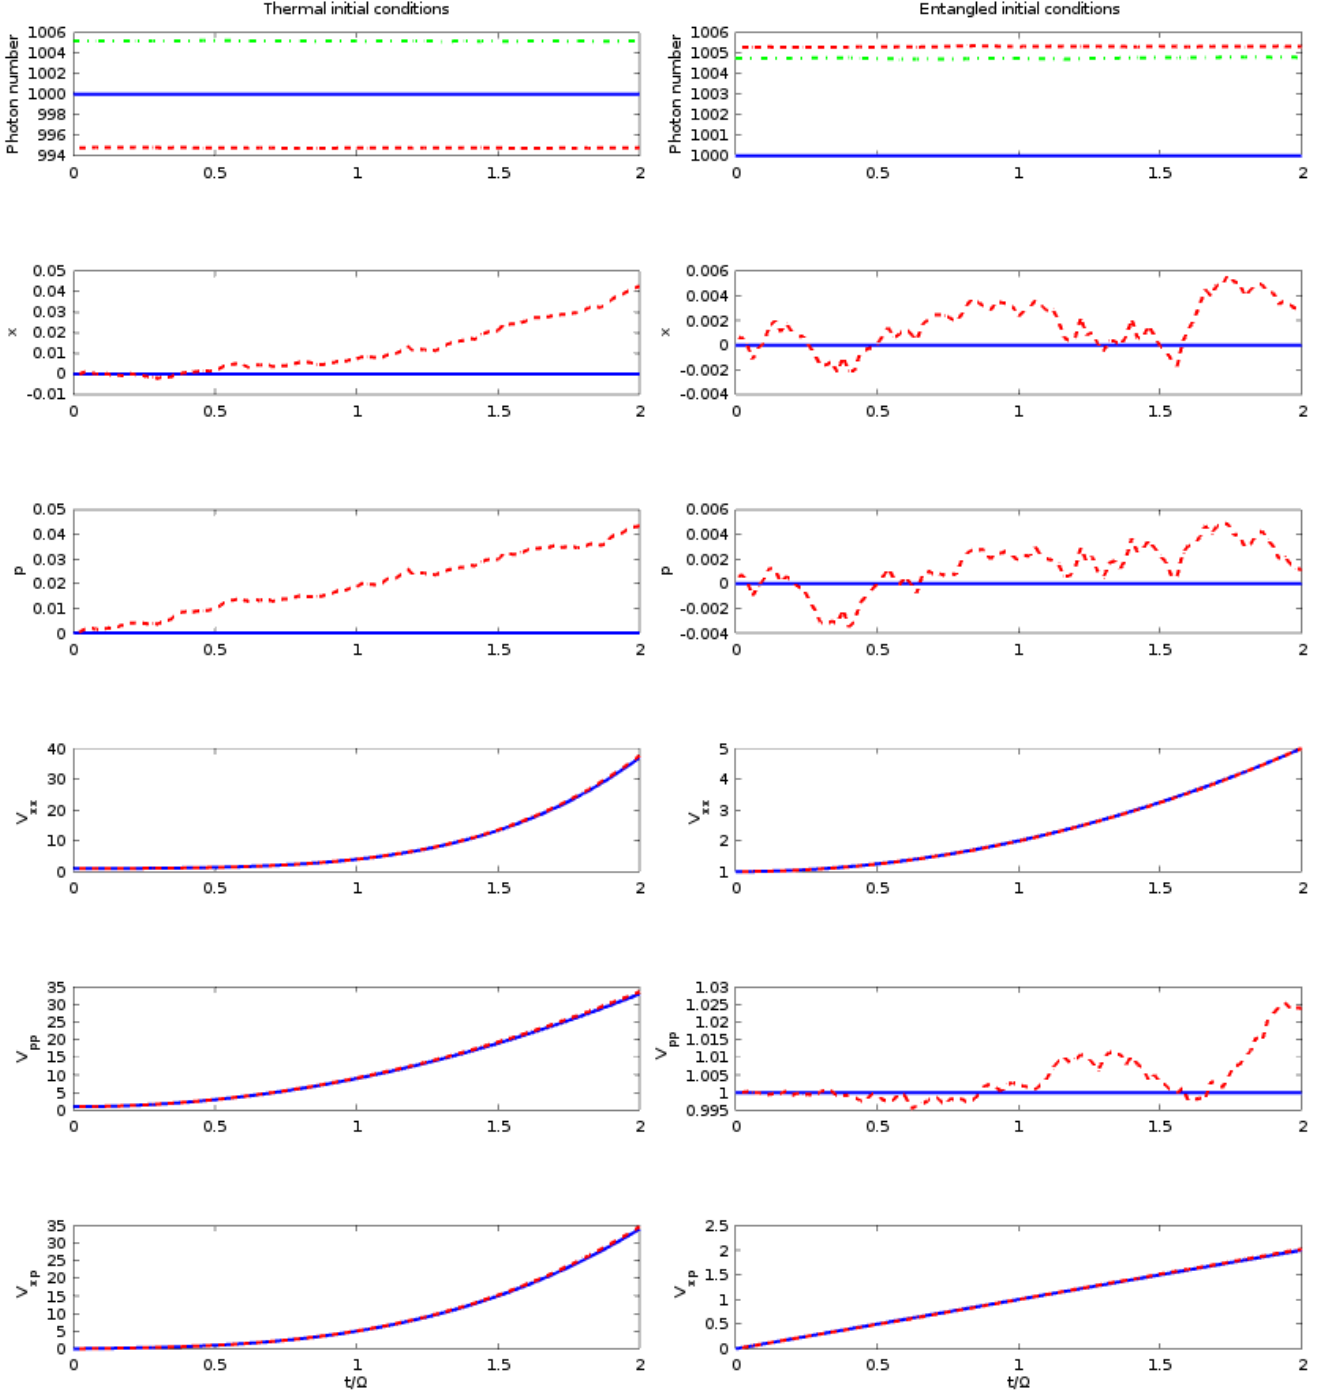 Thermal initial conditions
Entangled initial conditions
Photon number
1006
1004
1002
1000
998
996
994
0 0.5 1 1.5 2
Photon number
1006
1005
1004
1003
1002
1001
1000
0 0.5 1 1.5 2
x
0.05
0.04
0.03
0.02
0.01
0
-0.01
0 0.5 1 1.5 2
x
0.006
0.004
0.002
0
-0.002
-0.004
0 0.5 1 1.5 2
p
0.05
0.04
0.03
0.02
0.01
0
0 0.5 1 1.5 2
p
0.006
0.004
0.002
0
-0.002
-0.004
0 0.5 1 1.5 2
Vxx
40
30
20
10
0
0 0.5 1 1.5 2
Vxx
5
4
3
2
1
0 0.5 1 1.5 2
Vpp
35
30
25
20
15
10
5
0
0 0.5 1 1.5 2
Vpp
1.03
1.025
1.02
1.015
1.01
1.005
1
0.995
0 0.5 1 1.5 2
Vxp
35
30
25
20
15
10
5
0
0 0.5 1 1.5 2
t/Ω
Vxp
2.5
2
1.5
1
0.5
0
0 0.5 1 1.5 2
t/Ω